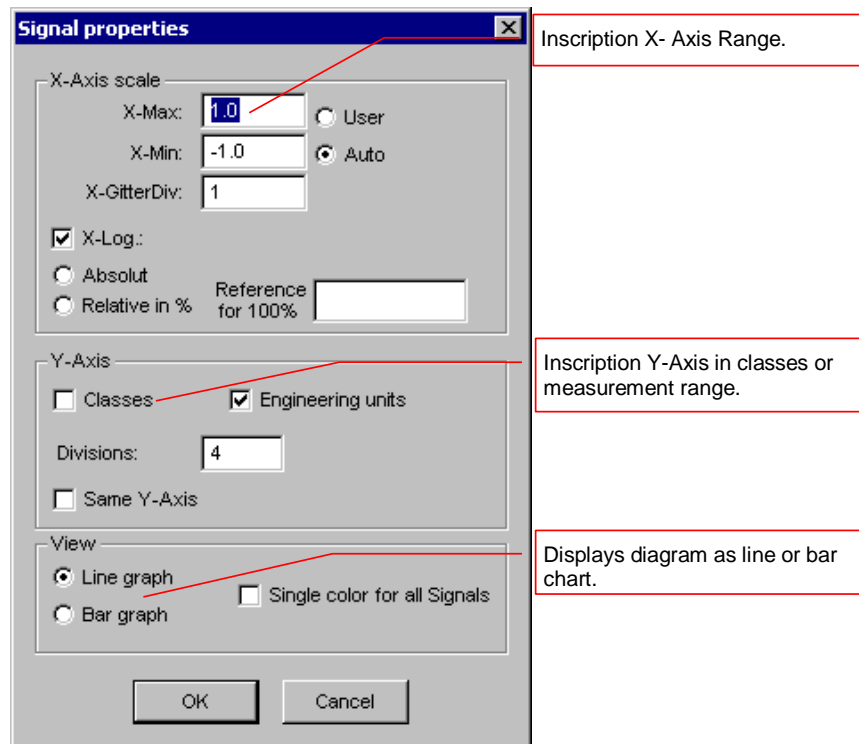 Signal properties
Inscription X- Axis Range.
X-Axis scale
X-Max: 1.0 User
X-Min: -1.0 Auto
X-GitterDiv: 1
X-Log.:
Absolut
Relative in %
Reference
for 100%
Y-Axis
Inscription Y-Axis in classes or
measurement range.
Classes Engineering units
Divisions: 4
Same Y-Axis
View
Displays diagram as line or bar
chart.
Line graph
Bar graph
Single color for all Signals
OK Cancel